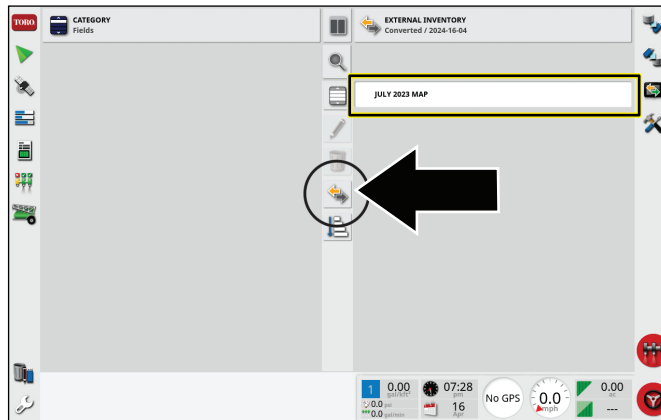 TORO
CATEGORY
Fields
EXTERNAL INVENTORY
Converted / 2024-16-04
JULY 2023 MAP
1
0.00
gal/kft²
0.0 psi
0.0 gal/min
07:28
pm
16
Apr
No GPS
0.0
mph
0.00
ac
---